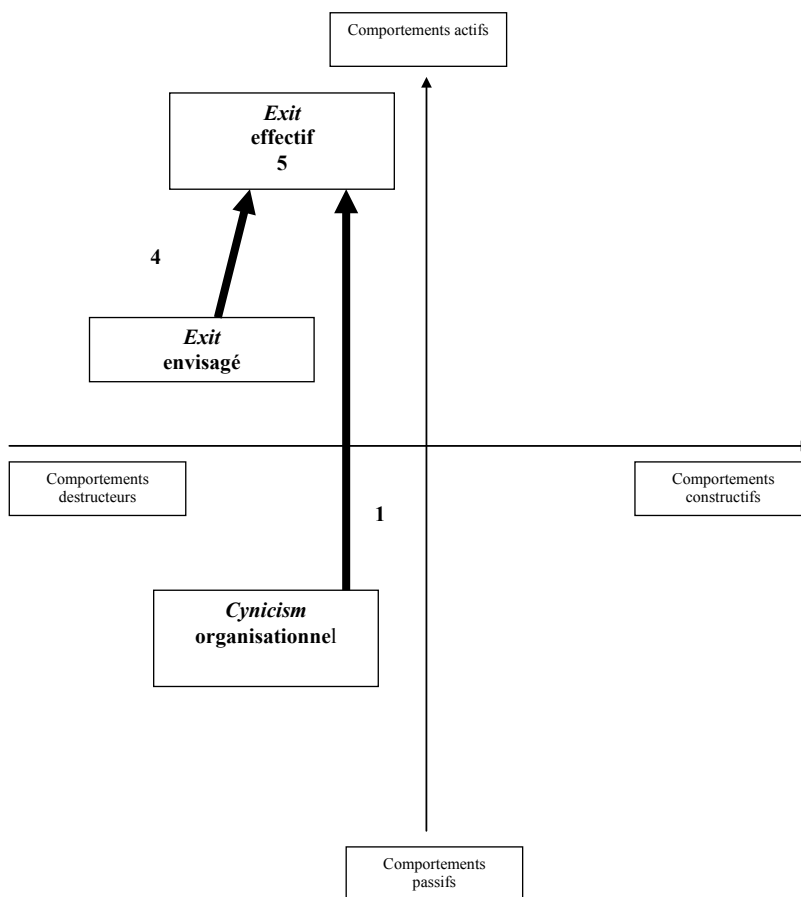 Comportements actifs
Exit
effectif
5
4
Exit
envisagé
Comportements
destructeurs
Comportements
constructifs
1
Cynicism
organisationnel
Comportements
passifs